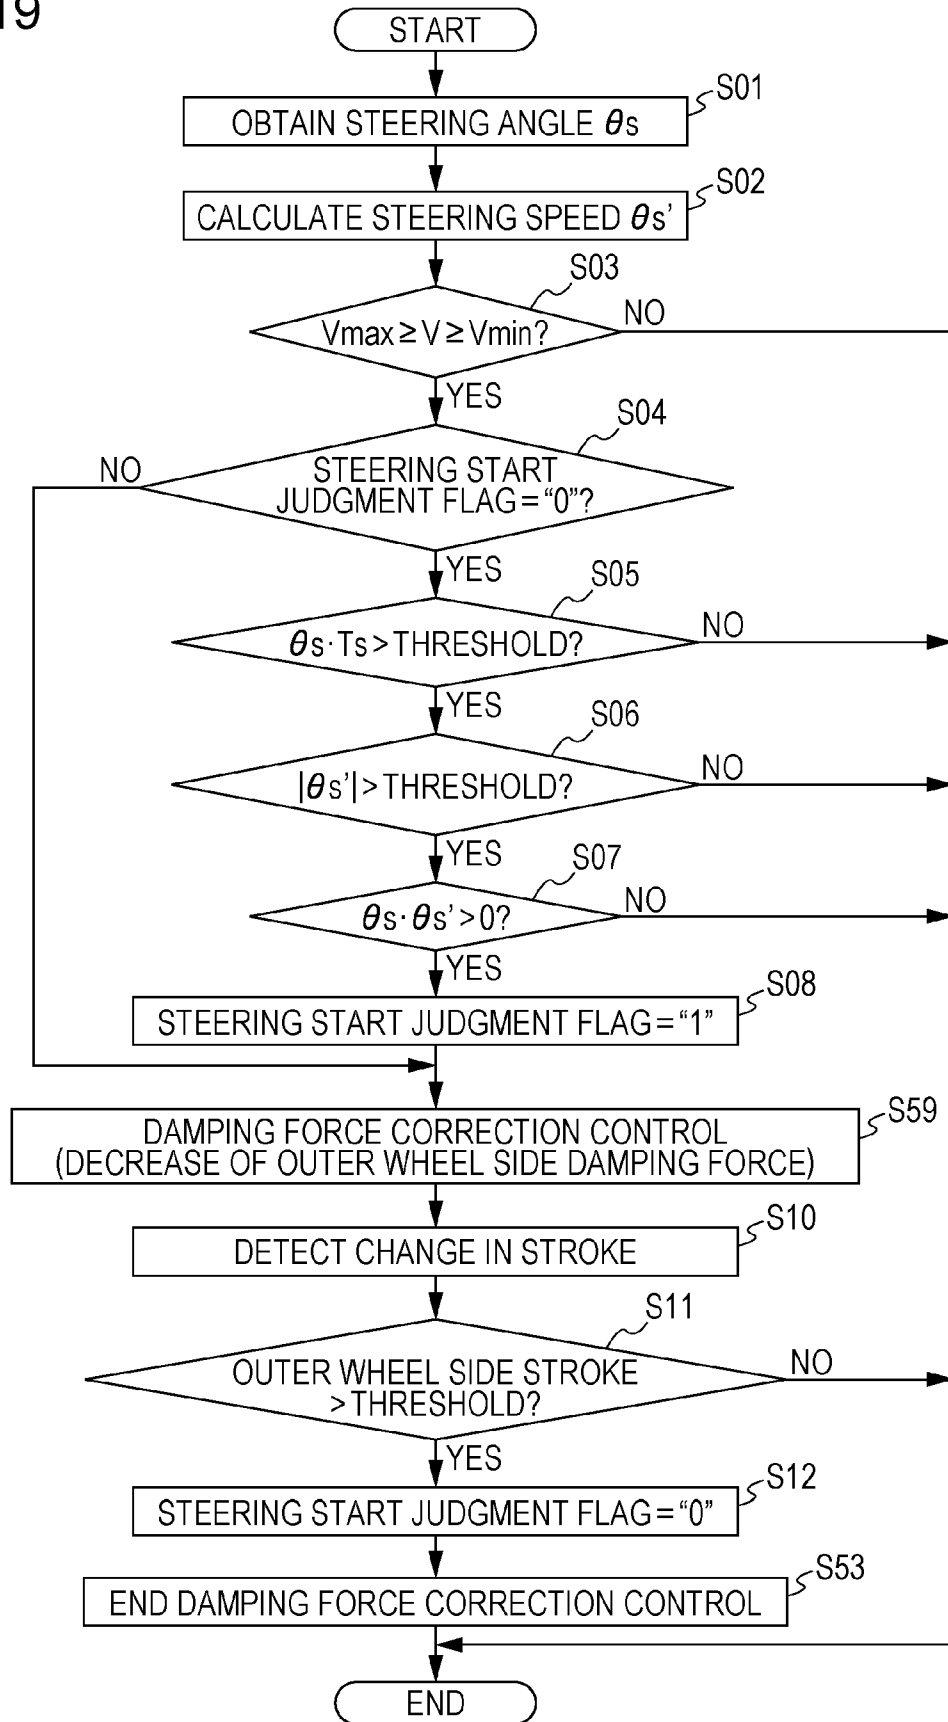 19
START
S01
OBTAIN STEERING ANGLE θs
S02
CALCULATE STEERING SPEED θs'
S03
Vmax ≥ V ≥ Vmin?
NO
YES
S04
NO
STEERING START
JUDGMENT FLAG = “0”?
YES
S05
θs·Ts > THRESHOLD?
NO
YES
S06
|θs'| > THRESHOLD?
NO
YES
S07
θs·θs' > 0?
NO
YES
S08
STEERING START JUDGMENT FLAG = “1”
S59
DAMPING FORCE CORRECTION CONTROL
(DECREASE OF OUTER WHEEL SIDE DAMPING FORCE)
S10
DETECT CHANGE IN STROKE
S11
OUTER WHEEL SIDE STROKE
> THRESHOLD?
NO
YES
S12
STEERING START JUDGMENT FLAG = “0”
S53
END DAMPING FORCE CORRECTION CONTROL
END